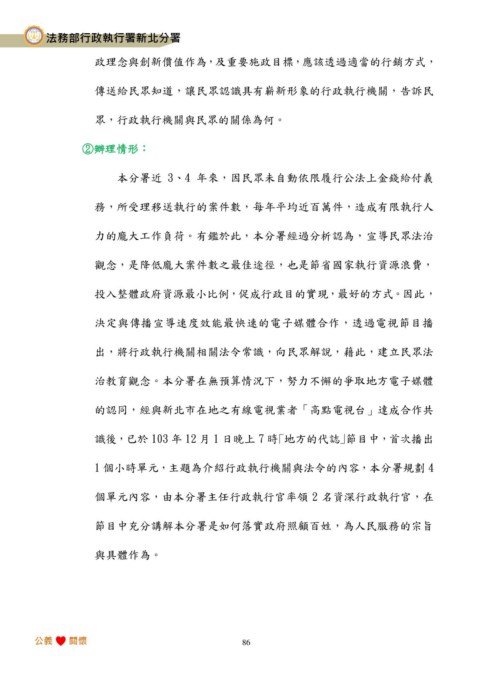 法務部行政執行署新北分署
政理念與創新價值作為，及重要施政目標，應該透過適當的行銷方式，
傳送給民眾知道，讓民眾認識具有嶄新形象的行政執行機關，告訴民
眾，行政執行機關與民眾的關係為何。
②辦理情形：
本分署近 3、4 年來，因民眾未自動依限履行公法上金錢給付義
務，所受理移送執行的案件數，每年平均近百萬件，造成有限執行人
力的龐大工作負荷。有鑑於此，本分署經過分析認為，宣導民眾法治
觀念，是降低龐大案件數之最佳途徑，也是節省國家執行資源浪費，
投入整體政府資源最小比例，促成行政目的實現，最好的方式。因此，
決定與傳播宣導速度效能最快速的電子媒體合作，透過電視節目播
出，將行政執行機關相關法令常識，向民眾解說，藉此，建立民眾法
治教育觀念。本分署在無預算情況下，努力不懈的爭取地方電子媒體
的認同，經與新北市在地之有線電視業者「高點電視台」達成合作共
識後，已於 103 年 12 月 1 日晚上 7 時「地方的代誌」節目中，首次播出
1 個小時單元，主題為介紹行政執行機關與法令的內容，本分署規劃 4
個單元內容，由本分署主任行政執行官率領 2 名資深行政執行官，在
節目中充分講解本分署是如何落實政府照顧百姓，為人民服務的宗旨
與具體作為。
公義 關懷
86